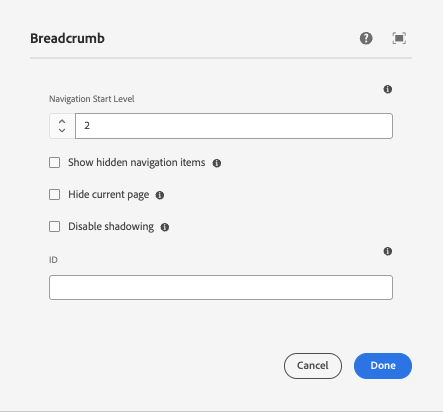 Breadcrumb
Navigation Start Level
2
Show hidden navigation items
Hide current page
Disable shadowing
ID
Cancel
Done